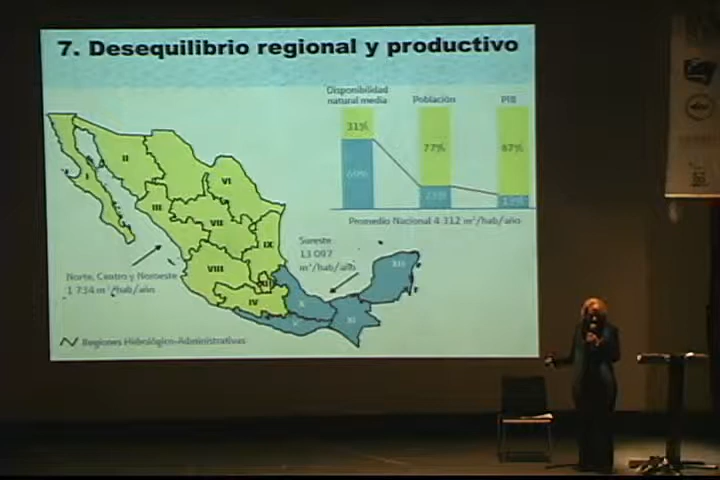 7. Desequilibrio regional y productivo
Disponibilidad
natural media
Población
PIB
31%
77%
87%
69%
23%
13%
Promedio Nacional 4 312 m³/hab/año
I
II
III
VI
VII
VIII
IX
IV
X
XI
XII
Sureste
13 097
m³/hab/año
Norte, Centro y Noroeste
1 734 m³/hab/año
Regiones Hidrológico-Administrativas